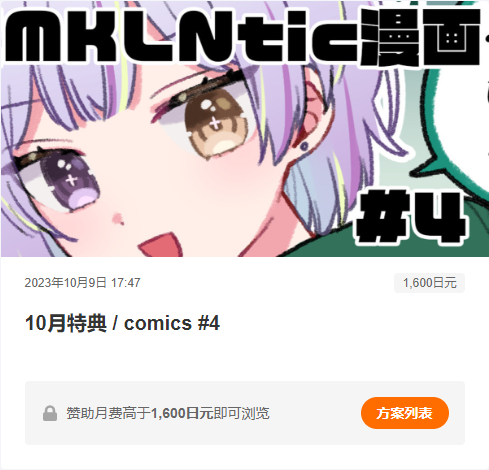 MKLNtic漫画
#4
2023年10月9日 17:47
1,600日元
10月特典 / comics #4
赞助月费高于1,600日元即可浏览
方案列表